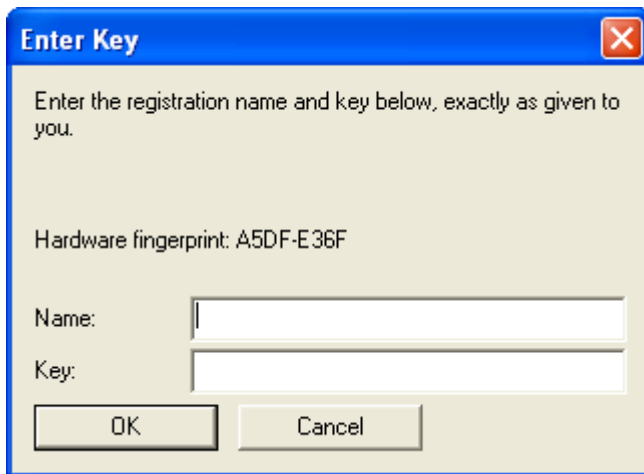 Enter Key
Enter the registration name and key below, exactly as given to
you.
Hardware fingerprint: A5DF-E36F
Name:
Key:
OK Cancel